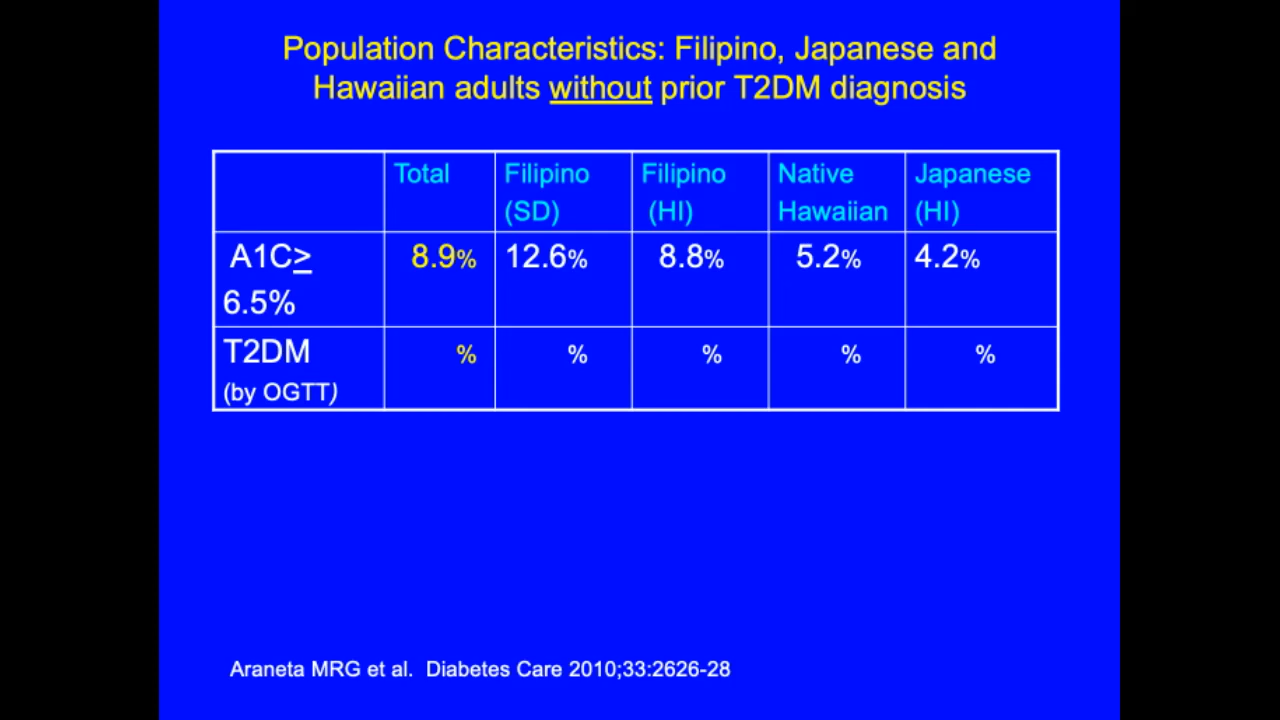 Population Characteristics: Filipino, Japanese and
Hawaiian adults without prior T2DM diagnosis
Total Filipino Filipino Native Japanese
(SD) (HI) Hawaiian (HI)
A1C≥ 8.9% 12.6% 8.8% 5.2% 4.2%
6.5%
T2DM % % % % %
(by OGTT)
Araneta MRG et al. Diabetes Care 2010;33:2626-28